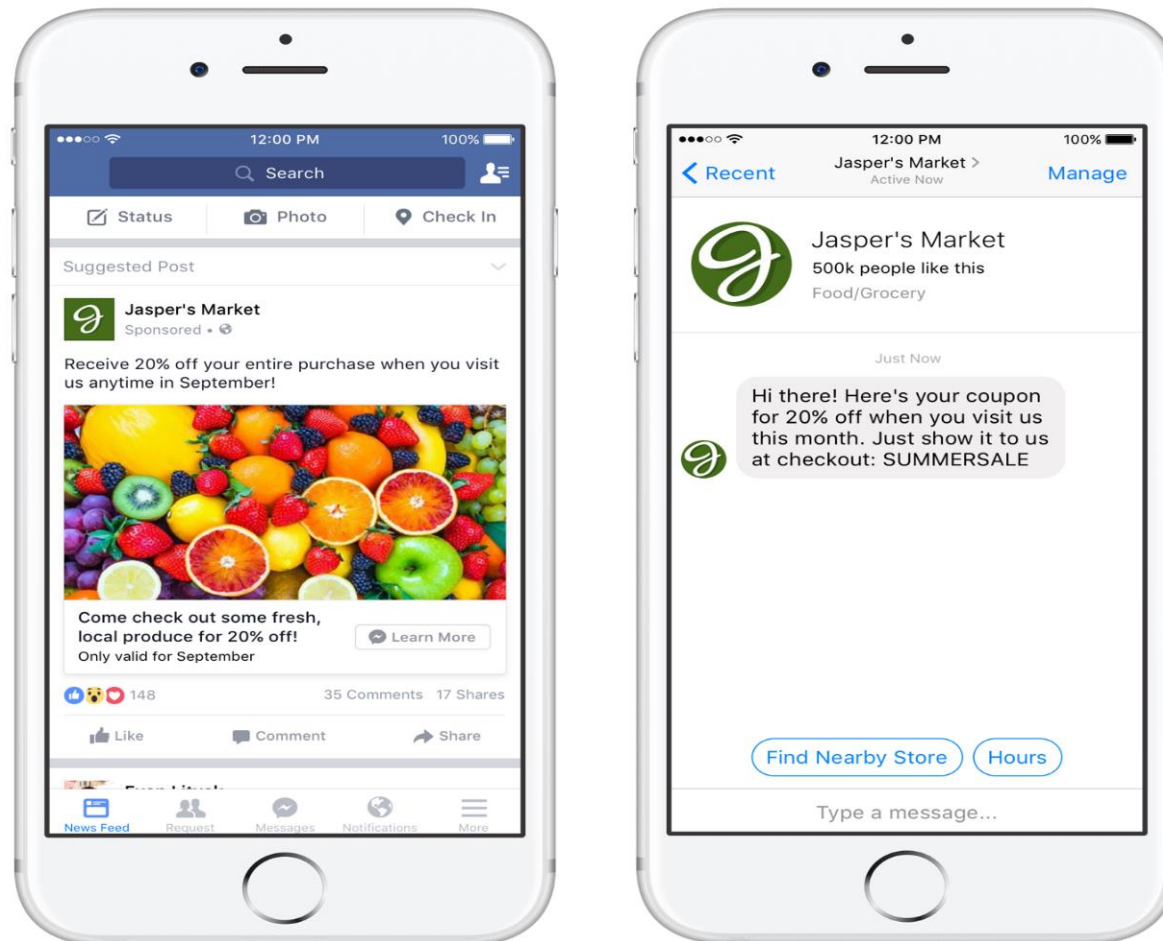 12:00 PM
100%
Search
Status
Photo
Check In
Suggested Post
Jasper's Market
Sponsored •
Receive 20% off your entire purchase when you visit
us anytime in September!
Come check out some fresh,
local produce for 20% off!
Only valid for September
Learn More
148
35 Comments 17 Shares
Like
Comment
Share
News Feed
Request
Messages
Notifications
More
12:00 PM
100%
Recent
Jasper's Market >
Active Now
Manage
Jasper's Market
500k people like this
Food/Grocery
Just Now
Hi there! Here's your coupon
for 20% off when you visit us
this month. Just show it to us
at checkout: SUMMERSALE
Find Nearby Store
Hours
Type a message...